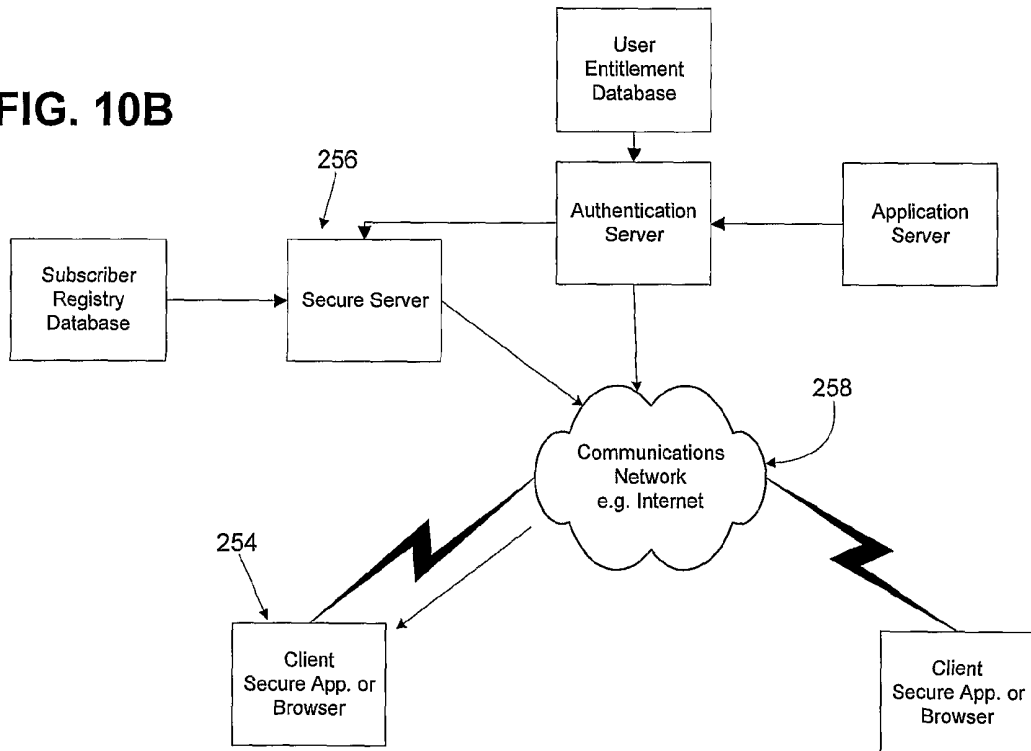 FIG. 10B
User
Entitlement
Database
256
Authentication
Server
Application
Server
Subscriber
Registry
Database
Secure Server
258
Communications
Network
e.g. Internet
254
Client
Secure App. or
Browser
Client
Secure App. or
Browser